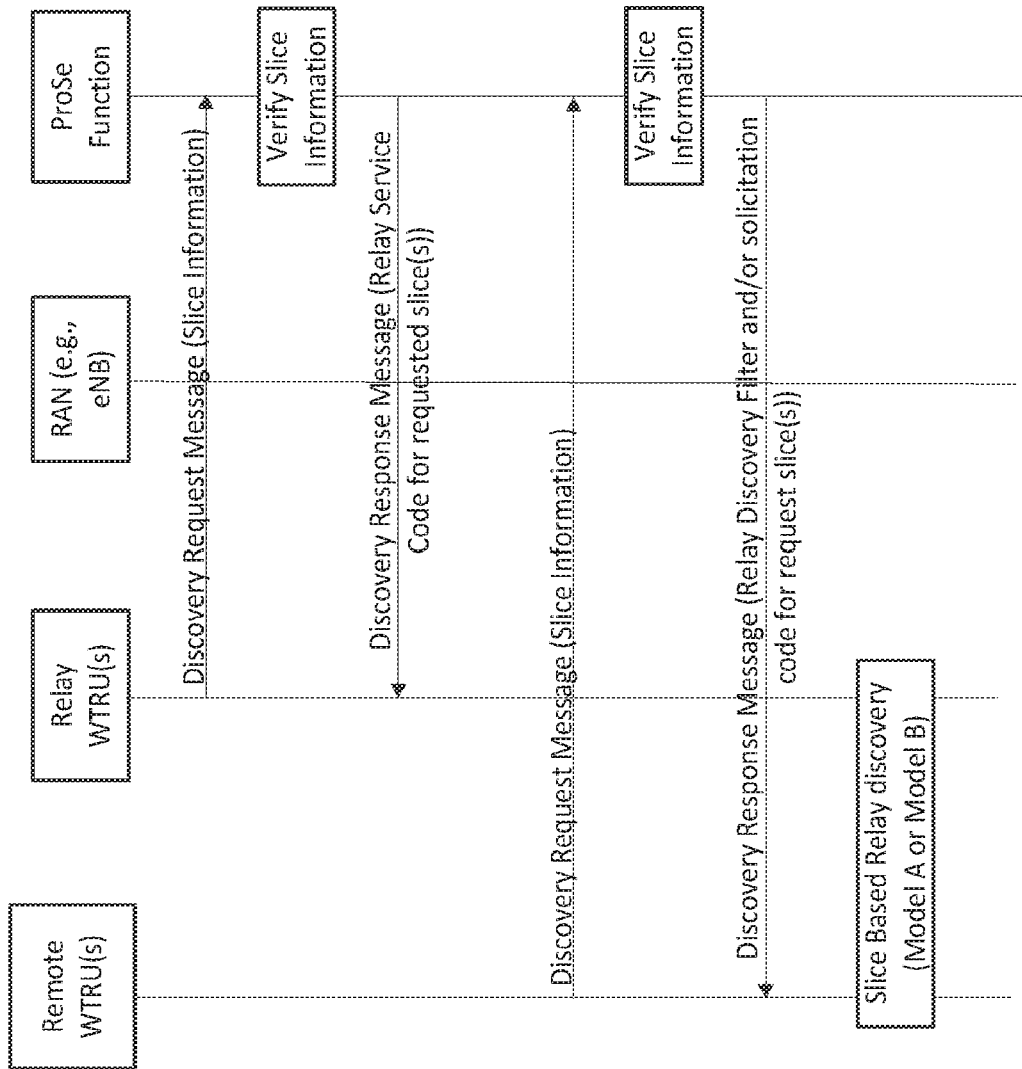 Remote
WTRU(s)
Relay
WTRU(s)
RAN (e.g.,
eNB)
ProSe
Function
Discovery Request Message (Slice Information)
Verify Slice
Information
Discovery Response Message (Relay Service
Code for requested slice(s))
Discovery Request Message (Slice Information)
Verify Slice
Information
Discovery Response Message (Relay Discovery Filter and/or solicitation
code for request slice(s))
Slice Based Relay discovery
(Model A or Model B)